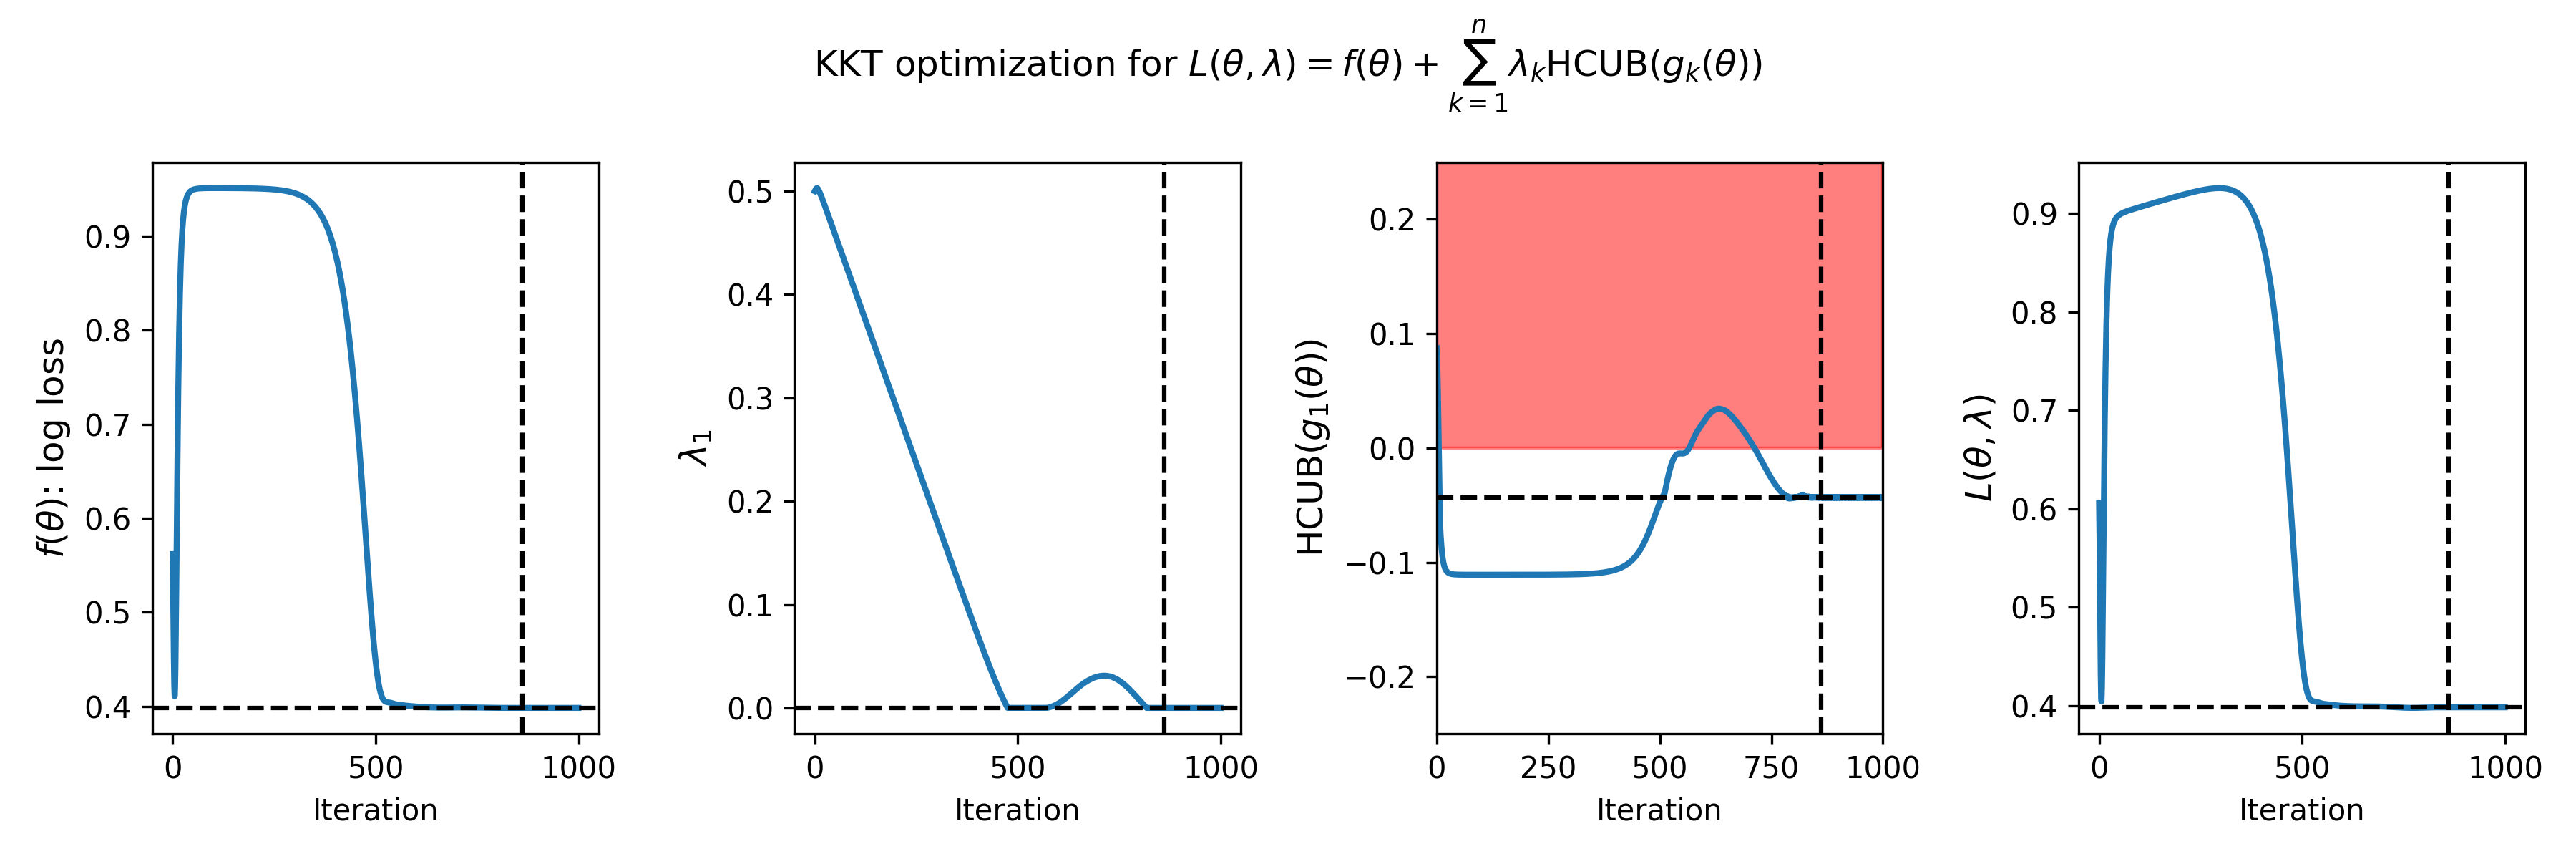 KKT optimization for L(θ, λ) = f(θ) + ∑_{k=1}^{n} λ_k HCUB(g_k(θ))
f(θ): log loss
0.9
0.8
0.7
0.6
0.5
0.4
0 500 1000
Iteration
λ₁
0.5
0.4
0.3
0.2
0.1
0.0
0 500 1000
Iteration
HCUB(g₁(θ))
0.2
0.1
0.0
−0.1
−0.2
0 250 500 750 1000
Iteration
L(θ, λ)
0.9
0.8
0.7
0.6
0.5
0.4
0 500 1000
Iteration